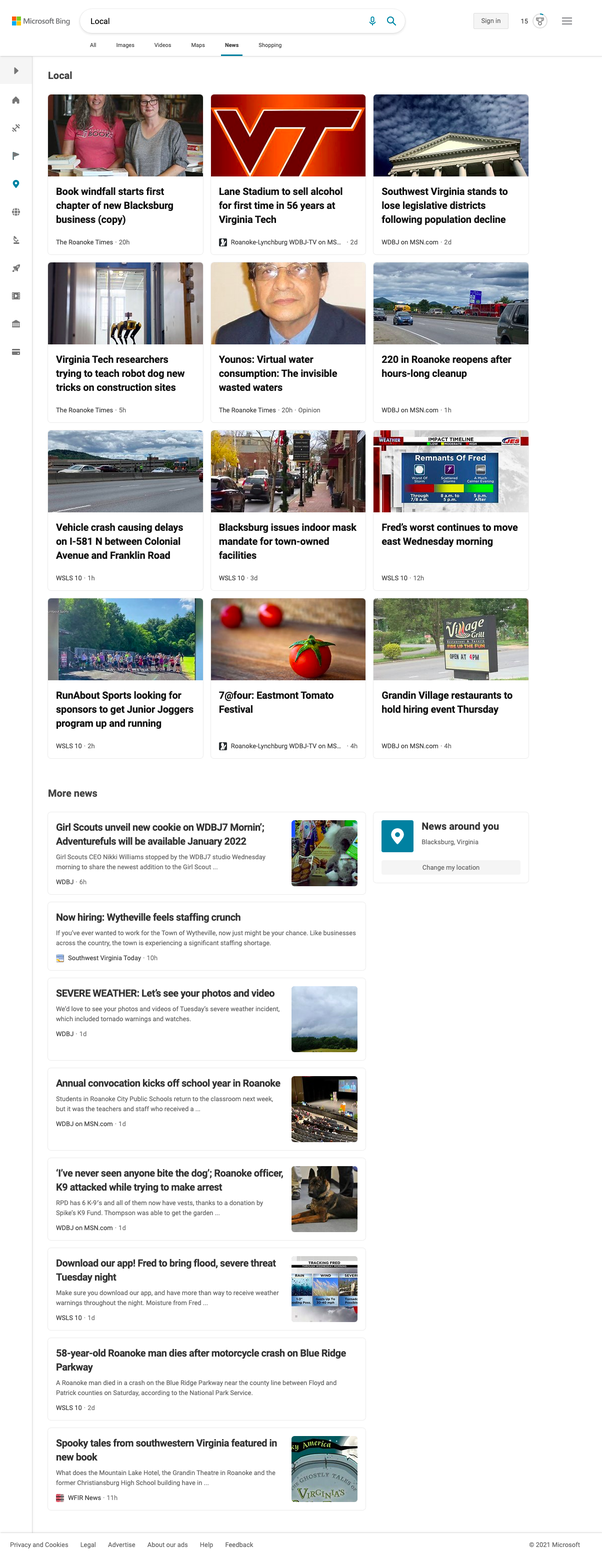 Microsoft Bing
Local
Sign in
15
All
Images
Videos
Maps
News
Shopping
Local
Book windfall starts first
chapter of new Blacksburg
business (copy)
The Roanoke Times · 20h
VT
Lane Stadium to sell alcohol
for first time in 56 years at
Virginia Tech
Roanoke-Lynchburg WDBJ-TV on MS... · 2d
Southwest Virginia stands to
lose legislative districts
following population decline
WDBJ on MSN.com · 2d
Virginia Tech researchers
trying to teach robot dog new
tricks on construction sites
The Roanoke Times · 5h
Younos: Virtual water
consumption: The invisible
wasted waters
The Roanoke Times · 20h · Opinion
220 in Roanoke reopens after
hours-long cleanup
WDBJ on MSN.com · 1h
Vehicle crash causing delays
on I-581 N between Colonial
Avenue and Franklin Road
WSLS 10 · 1h
Blacksburg issues indoor mask
mandate for town-owned
facilities
WSLS 10 · 3d
WEATHER
IMPACT TIMELINE
Remnants Of Fred
Through
7/8 a.m.
8 a.m. to
5 p.m.
5 p.m.
After
Fred's worst continues to move
east Wednesday morning
WSLS 10 · 12h
RunAbout Sports looking for
sponsors to get Junior Joggers
program up and running
WSLS 10 · 2h
7@four: Eastmont Tomato
Festival
Roanoke-Lynchburg WDBJ-TV on MS... · 4h
Village
Grill
OPEN AT 4PM
Grandin Village restaurants to
hold hiring event Thursday
WDBJ on MSN.com · 4h
More news
Girl Scouts unveil new cookie on WDBJ7 Mornin';
Adventurefuls will be available January 2022
Girl Scouts CEO Nikki Williams stopped by the WDBJ7 studio Wednesday
morning to share the newest addition to the Girl Scout ...
WDBJ · 6h
News around you
Blacksburg, Virginia
Change my location
Now hiring: Wytheville feels staffing crunch
If you've ever wanted to work for the Town of Wytheville, now just might be your chance. Like businesses
across the country, the town is experiencing a significant staffing shortage.
Southwest Virginia Today · 10h
SEVERE WEATHER: Let's see your photos and video
We'd love to see your photos and videos of Tuesday's severe weather incident,
which included tornado warnings and watches.
WDBJ · 1d
Annual convocation kicks off school year in Roanoke
Students in Roanoke City Public Schools return to the classroom next week,
but it was the teachers and staff who received a ...
WDBJ on MSN.com · 1d
'I've never seen anyone bite the dog'; Roanoke officer,
K9 attacked while trying to make arrest
RPD has 6 K-9's and all of them now have vests, thanks to a donation by
Spike's K9 Fund. Thompson was able to get the garden ...
WDBJ on MSN.com · 1d
Download our app! Fred to bring flood, severe threat
Tuesday night
Make sure you download our app, and have more than way to receive weather
warnings throughout the night. Moisture from Fred ...
WSLS 10 · 1d
TRACKING FRED
RAIN
WIND
58-year-old Roanoke man dies after motorcycle crash on Blue Ridge
Parkway
A Roanoke man died in a crash on the Blue Ridge Parkway near the county line between Floyd and
Patrick counties on Saturday, according to the National Park Service.
WSLS 10 · 2d
Spooky tales from southwestern Virginia featured in
new book
What does the Mountain Lake Hotel, the Grandin Theatre in Roanoke and the
former Christiansburg High School building have in ...
WFIR News · 11h
America
GHOSTLY TALES
VIRGINIA'S
Privacy and Cookies
Legal
Advertise
About our ads
Help
Feedback
© 2021 Microsoft